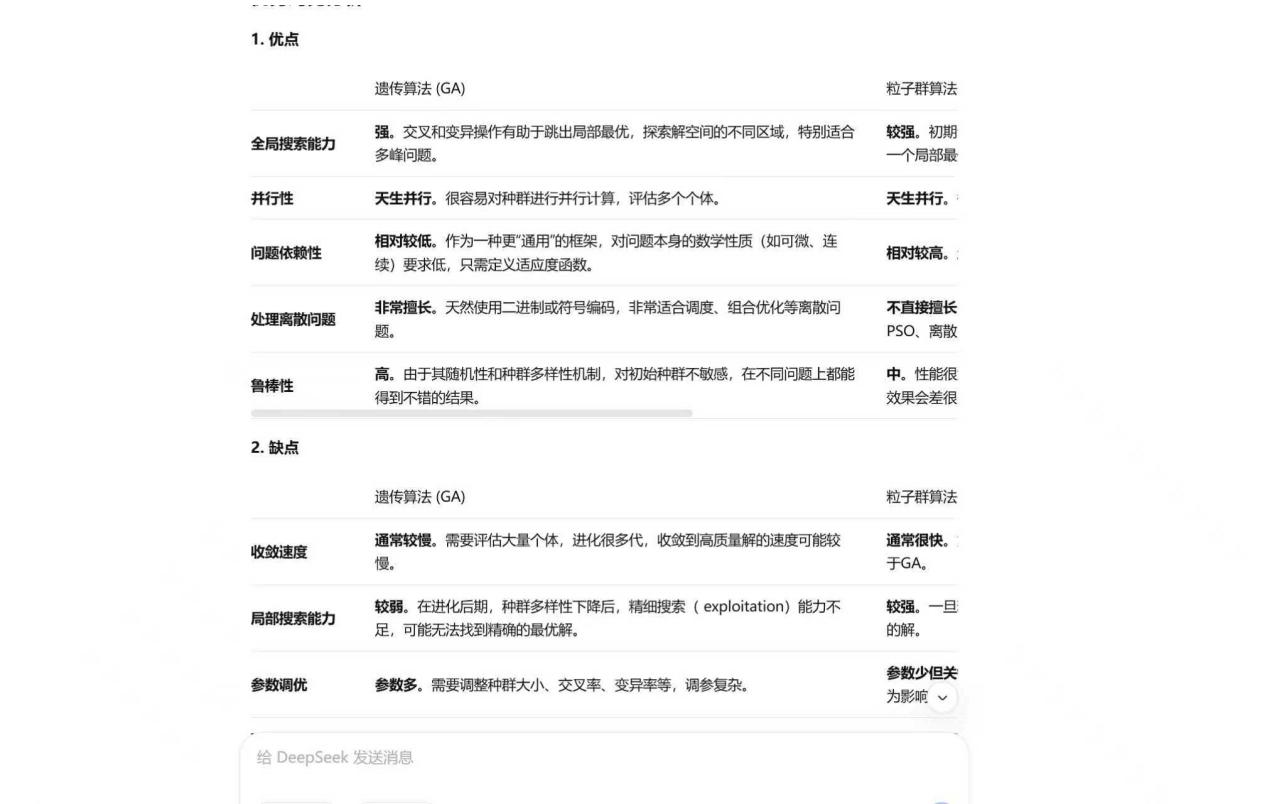 1. 优点
遗传算法 (GA) 粒子群算法
全局搜索能力 强。交叉和变异操作有助于跳出局部最优，探索解空间的不同区域，特别适合 较强。初期
多峰问题。 一个局部最
并行性 天生并行。很容易对种群进行并行计算，评估多个个体。 天生并行。
问题依赖性 相对较低。作为一种更“通用”的框架，对问题本身的数学性质（如可微、连 相对较高。
续）要求低，只需定义适应度函数。
处理离散问题 非常擅长。天然使用二进制或符号编码，非常适合调度、组合优化等离散问 不直接擅长
题。 PSO、离散
鲁棒性 高。由于其随机性和种群多样性机制，对初始种群不敏感，在不同问题上都能 中。性能很
得到不错的结果。 效果会差很
2. 缺点
遗传算法 (GA) 粒子群算法
收敛速度 通常较慢。需要评估大量个体，进化很多代，收敛到高质量解的速度可能较 通常很快。
慢。 于GA。
局部搜索能力 较弱。在进化后期，种群多样性下降后，精细搜索（ exploitation）能力不 较强。一旦
足，可能无法找到精确的最优解。 的解。
参数调优 参数多。需要调整种群大小、交叉率、变异率等，调参复杂。 参数少但关
为影响
给 DeepSeek 发送消息